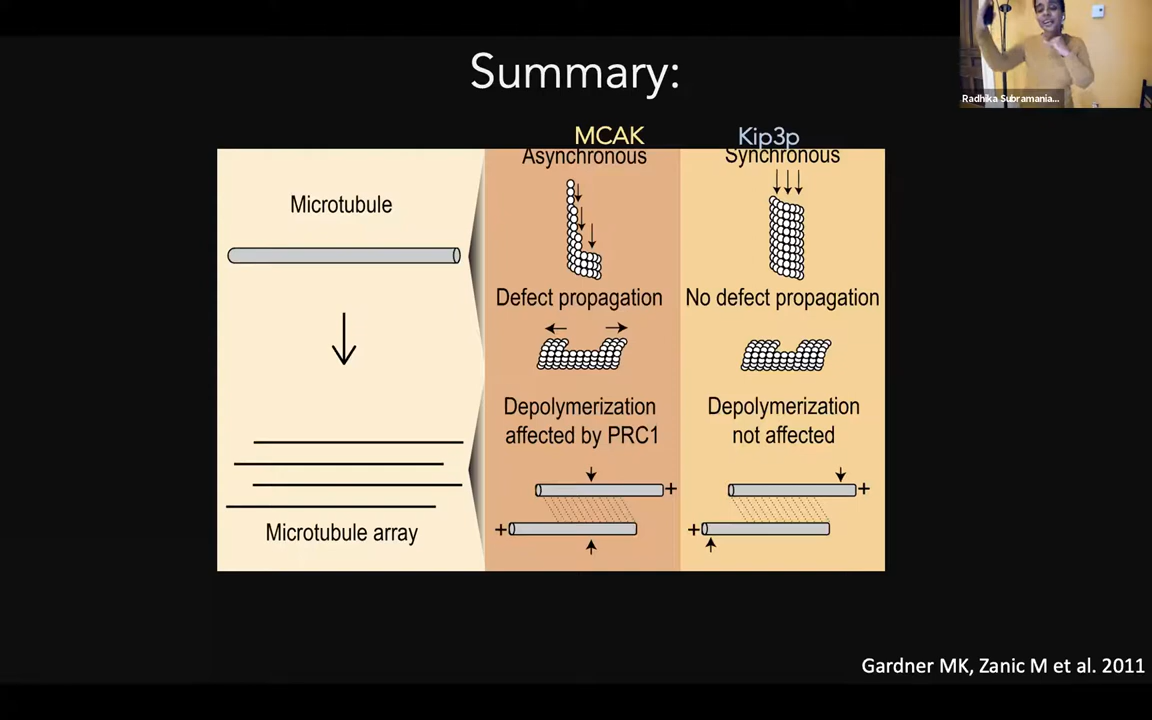 Radhika Subramania...
Summary:
MCAK
Kip3p
Asynchronous
Synchronous
Microtubule
Defect propagation
No defect propagation
Depolymerization
affected by PRC1
Depolymerization
not affected
+
+
+
+
Microtubule array
Gardner MK, Zanic M et al. 2011